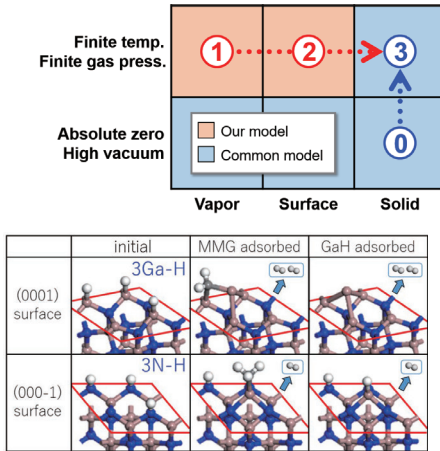 Finite temp.
Finite gas press.
1
2
3
Absolute zero
High vacuum
0
Our model
Common model
Vapor
Surface
Solid
initial
MMG adsorbed
GaH adsorbed
(0001)
surface
3Ga-H
(000-1)
surface
3N-H